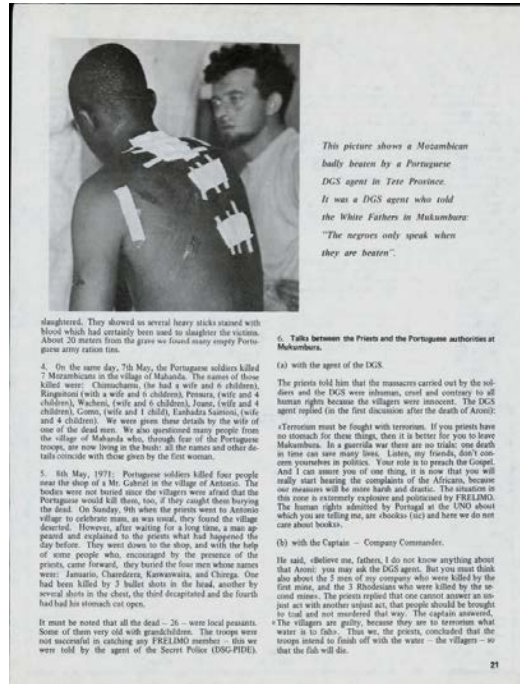 This picture shows a Mozambican
badly beaten by a Portuguese
DGS agent in Tete Province.
It was a DGS agent who told
the White Fathers in Mukumbura:
"The negroes only speak when
they are beaten".
slaughtered. They showed us several heavy sticks stained with
blood which had certainly been used to slaughter the victims.
About 20 meters from the grave we found many empty Portu-
guese army ration tins.
4. On the same day, 7th May, the Portuguese soldiers killed
7 Mozambicans in the village of Mahanda. The names of those
killed were: Chimuchamu, (he had a wife and 6 children),
Ringnitoni (with a wife and 6 children), Pensura, (wife and 4
children), Wacheni, (wife and 6 children), Joane, (wife and 4
children), Gomo, (wife and 1 child), Eanhadza Saimoni, (wife
and 4 children). We were given these details by the wife of
one of the dead men. We also questioned many people from
the village of Mahanda who, through fear of the Portuguese
troops, are now living in the bush: all the names and other de-
tails coincide with those given by the first woman.
5. 8th May, 1971: Portuguese soldiers killed four people
near the shop of a Mr. Gabriel in the village of Antonio. The
bodies were not buried since the villagers were afraid that the
Portuguese would kill them, too, if they caught them burying
the dead. On Sunday, 9th when the priests went to Antonio
village to celebrate mass, as was usual, they found the village
deserted. However, after waiting for a long time, a man ap-
peared and explained to the priests what had happened the
day before. They went down to the shop, and with the help
of some people who, encouraged by the presence of the
priests, came forward, they buried the four men whose names
were: Januario, Charedzera, Kaswaswaira, and Chirega. One
had been killed by 3 bullet shots in the head, another by
several shots in the chest, the third decapitated and the fourth
had had his stomach cut open.
It must be noted that all the dead – 26 – were local peasants.
Some of them very old with grandchildren. The troops were
not successful in catching any FRELIMO member – this we
were told by the agent of the Secret Police (DSG-PIDE).
6. Talks between the Priests and the Portuguese authorities at
Mukumbura.
(a) with the agent of the DGS.
The priests told him that the massacres carried out by the sol-
diers and the DGS were inhuman, cruel and contrary to all
human rights because the villagers were innocent. The DGS
agent replied (in the first discussion after the death of Aroni):
«Terrorism must be fought with terrorism. If you priests have
no stomach for these things, then it is better for you to leave
Mukumbura. In a guerilla war there are no trials: one death
in time can save many lives. Listen, my friends, don't con-
cern yourselves in politics. Your role is to preach the Gospel.
And I can assure you of one thing, it is now that you will
really start hearing the complaints of the Africans, because
our measures will be more harsh and drastic. The situation in
this zone is extremely explosive and politicised by FRELIMO.
The human rights admitted by Portugal at the UNO about
which you are telling me, are «books» (sic) and here we do not
care about books».
(b) with the Captain – Company Commander.
He said, «Believe me, fathers, I do not know anything about
that Aroni: you may ask the DGS agent. But you must think
also about the 5 men of my company who were killed by the
first mine, and the 3 Rhodesians who were killed by the se-
cond mine». The priests replied that one cannot answer an un-
just act with another unjust act, that people should be brought
to trial and not murdered that way. The captain answered,
«The villagers are guilty, because they are to terrorism what
water is to fish». Thus we, the priests, concluded that the
troops intend to finish off with the water – the villagers – so
that the fish will die.
21